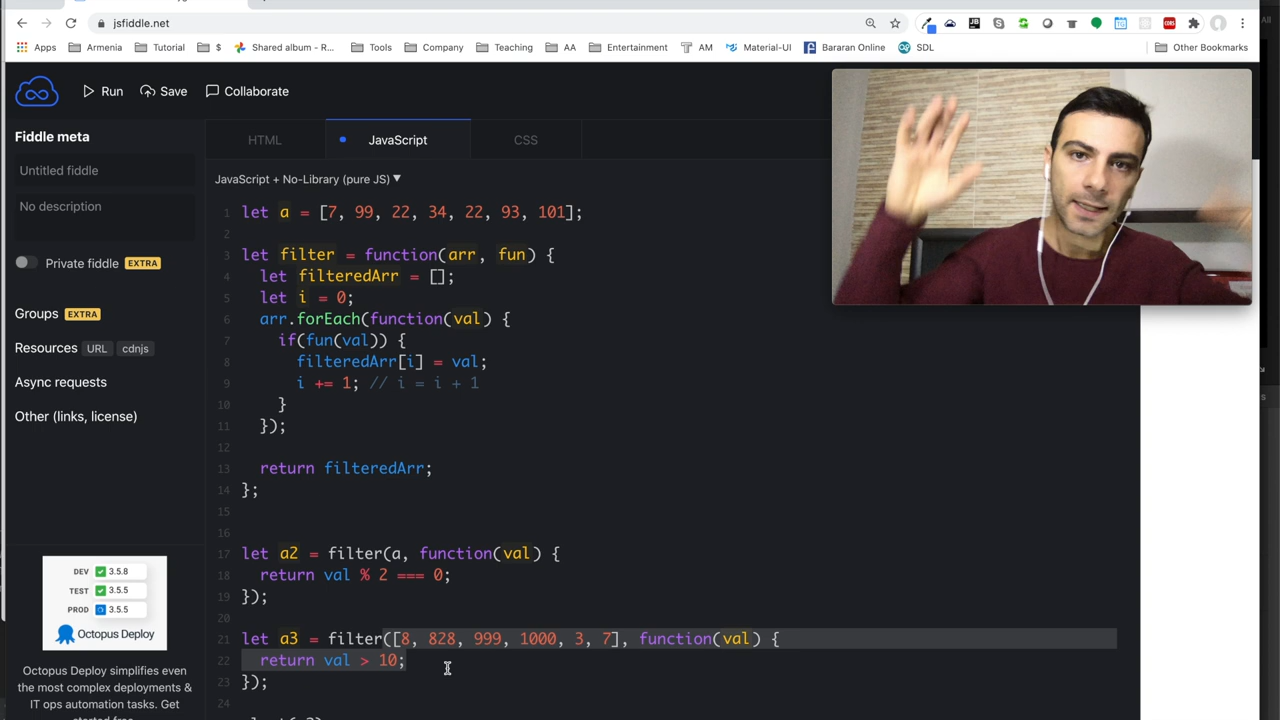 jsfiddle.net
Apps Armenia Tutorial $ Shared album - R... Tools Company Teaching AA Entertainment AM Material-UI Bararan Online SDL Other Bookmarks
Run Save Collaborate
Fiddle meta
Untitled fiddle
No description
Private fiddle EXTRA
Groups EXTRA
Resources URL cdnjs
Async requests
Other (links, license)
DEV 3.5.8
TEST 3.5.5
PROD 3.5.5
Octopus Deploy
Octopus Deploy simplifies even
the most complex deployments &
IT ops automation tasks. Get
HTML JavaScript CSS
JavaScript + No-Library (pure JS)
1 let a = [7, 99, 22, 34, 22, 93, 101];
2
3 let filter = function(arr, fun) {
4 let filteredArr = [];
5 let i = 0;
6 arr.forEach(function(val) {
7 if(fun(val)) {
8 filteredArr[i] = val;
9 i += 1; // i = i + 1
10 }
11 });
12
13 return filteredArr;
14 };
15
16
17 let a2 = filter(a, function(val) {
18 return val % 2 === 0;
19 });
20
21 let a3 = filter([8, 828, 999, 1000, 3, 7], function(val) {
22 return val > 10;
23 });
24